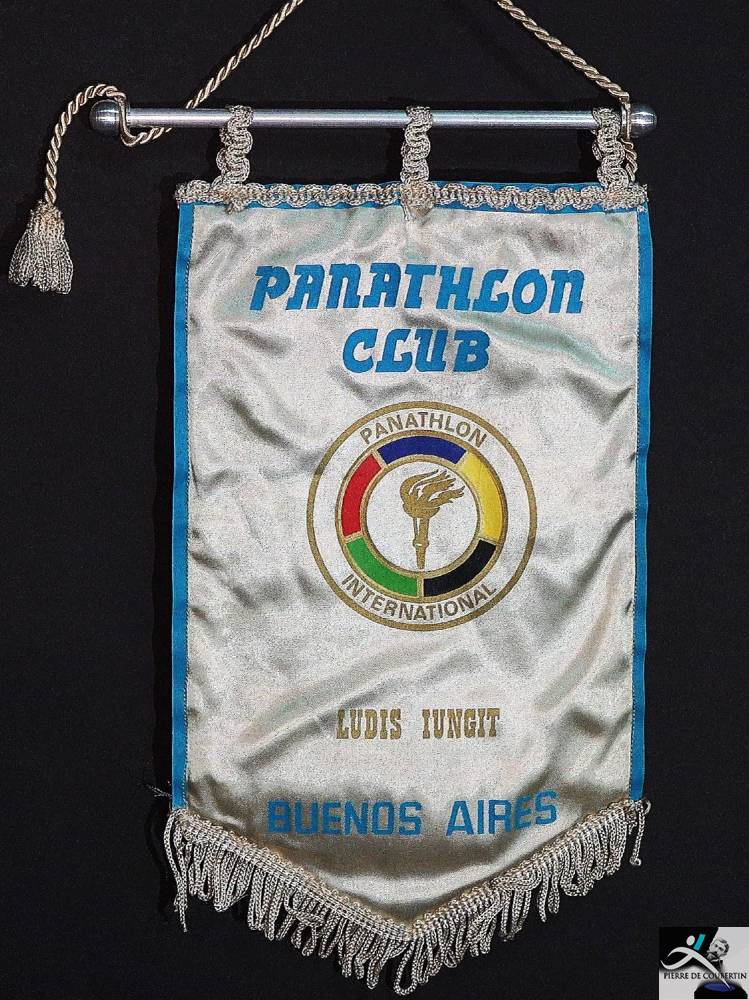 PANATHLON
CLUB
PANATHLON
INTERNATIONAL
LUDIS IUNGIT
BUENOS AIRES
PIERRE DE COUBERTIN